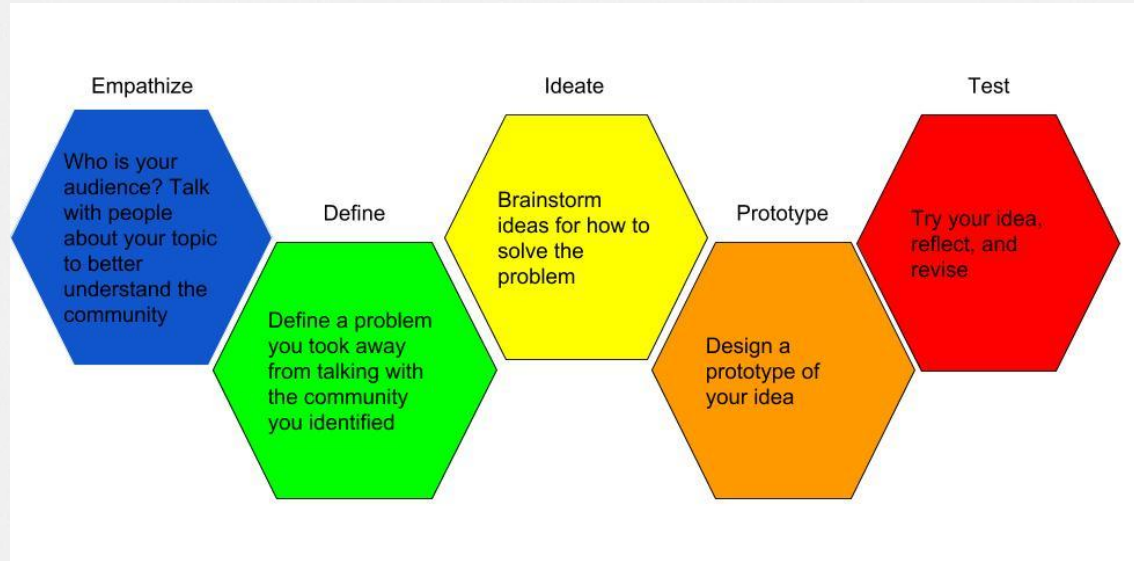 Empathize
Who is your
audience? Talk
with people
about your topic
to better
understand the
community
Define
Define a problem
you took away
from talking with
the community
you identified
Ideate
Brainstorm
ideas for how to
solve the
problem
Prototype
Design a
prototype of
your idea
Test
Try your idea,
reflect, and
revise